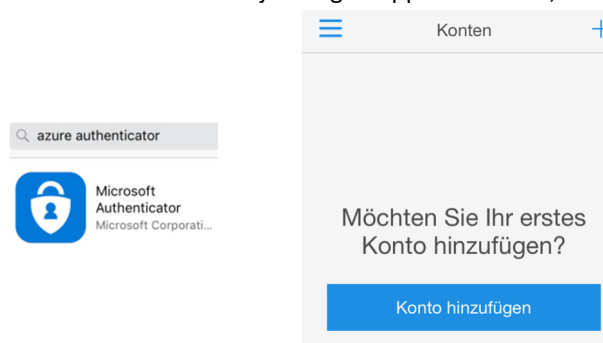 Konten
azure authenticator
Microsoft
Authenticator
Microsoft Corporati...
Möchten Sie Ihr erstes
Konto hinzufügen?
Konto hinzufügen